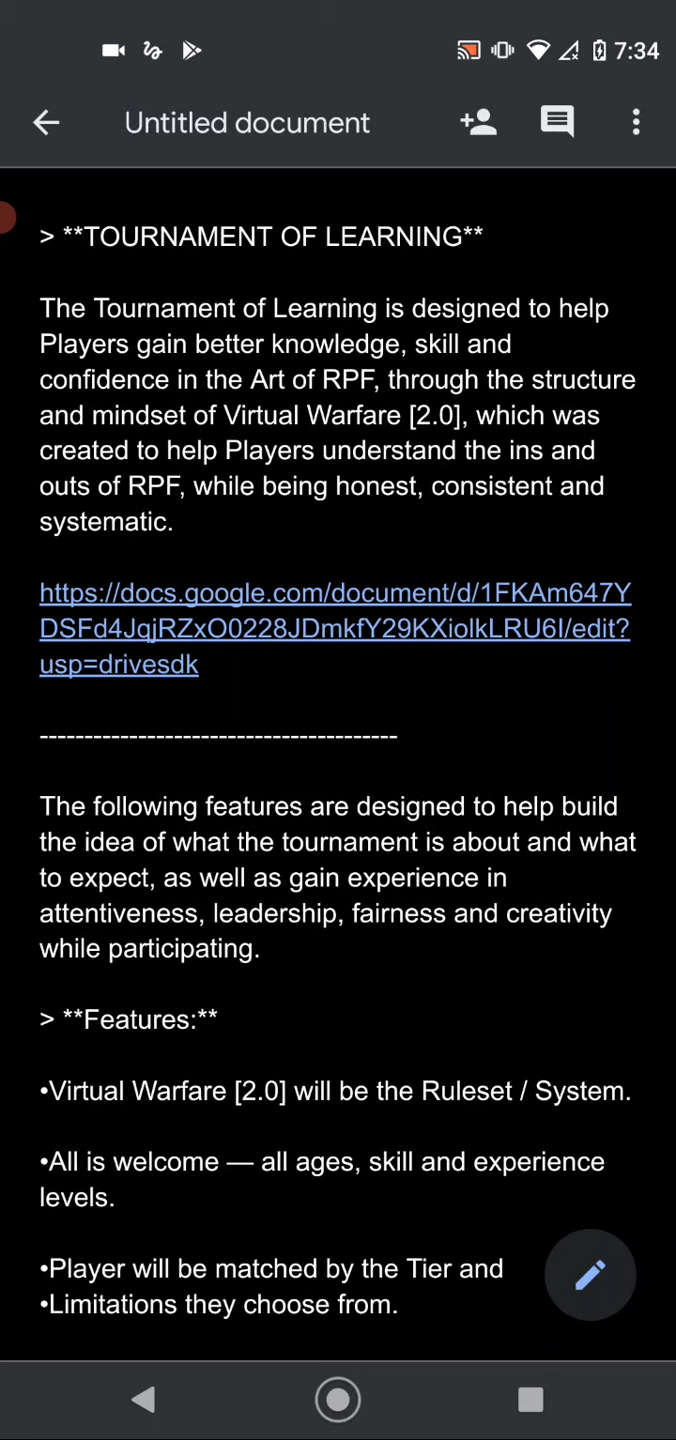 7:34
Untitled document
> **TOURNAMENT OF LEARNING**
The Tournament of Learning is designed to help
Players gain better knowledge, skill and
confidence in the Art of RPF, through the structure
and mindset of Virtual Warfare [2.0], which was
created to help Players understand the ins and
outs of RPF, while being honest, consistent and
systematic.
https://docs.google.com/document/d/1FKAm647Y
DSFd4JqjRZxO0228JDmkfY29KXiolkLRU6I/edit?
usp=drivesdk
----------------------------------------
The following features are designed to help build
the idea of what the tournament is about and what
to expect, as well as gain experience in
attentiveness, leadership, fairness and creativity
while participating.
> **Features:**
•Virtual Warfare [2.0] will be the Ruleset / System.
•All is welcome — all ages, skill and experience
levels.
•Player will be matched by the Tier and
•Limitations they choose from.